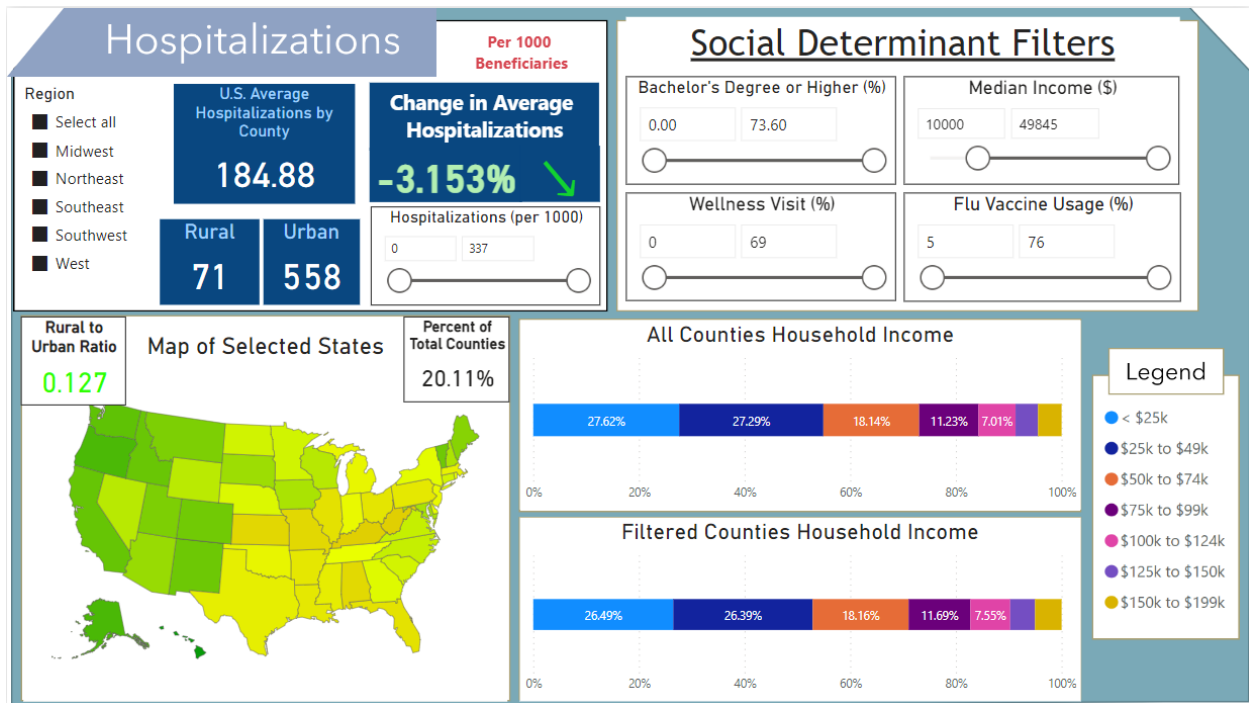 Hospitalizations
Per 1000
Beneficiaries
Region
Select all
Midwest
Northeast
Southeast
Southwest
West
U.S. Average
Hospitalizations by
County
184.88
Rural
71
Urban
558
Change in Average
Hospitalizations
-3.153%
Hospitalizations (per 1000)
0
337
Social Determinant Filters
Bachelor's Degree or Higher (%)
0.00
73.60
Median Income ($)
10000
49845
Wellness Visit (%)
0
69
Flu Vaccine Usage (%)
5
76
Rural to
Urban Ratio
0.127
Map of Selected States
Percent of
Total Counties
20.11%
All Counties Household Income
27.62%
27.29%
18.14%
11.23%
7.01%
0%
20%
40%
60%
80%
100%
Filtered Counties Household Income
26.49%
26.39%
18.16%
11.69%
7.55%
0%
20%
40%
60%
80%
100%
Legend
< $25k
$25k to $49k
$50k to $74k
$75k to $99k
$100k to $124k
$125k to $150k
$150k to $199k